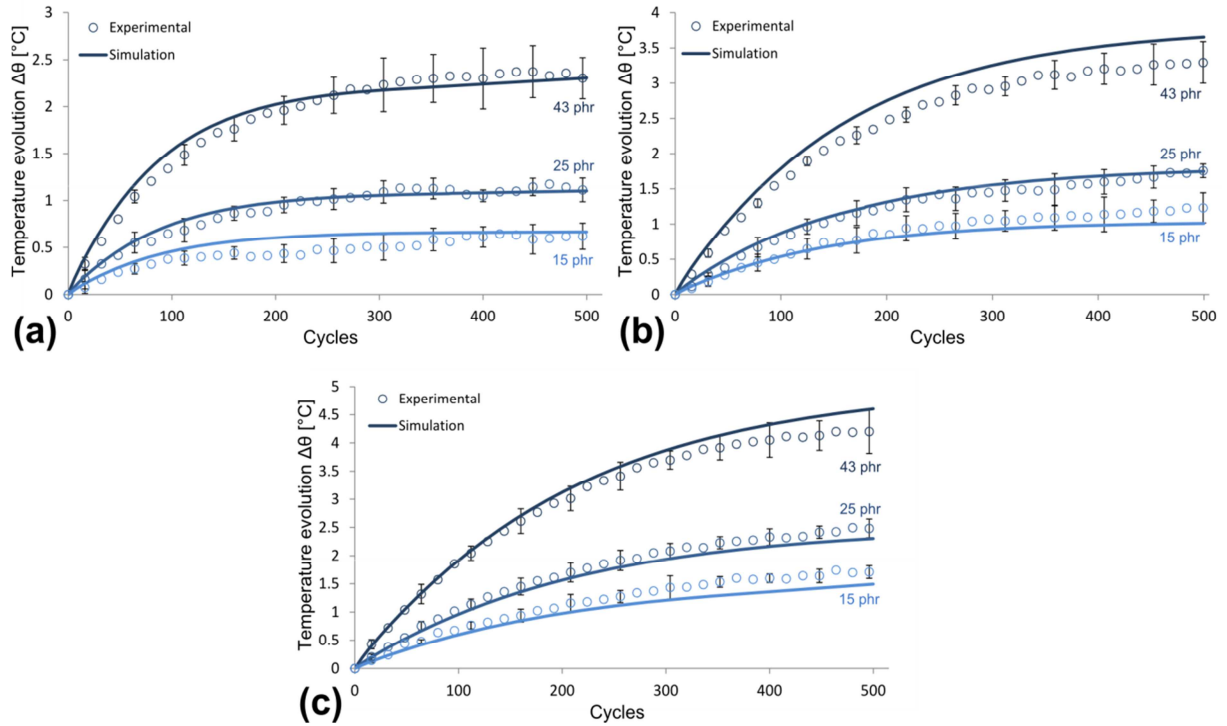 Temperature evolution Δθ [°C]
3
2.5
2
1.5
1
0.5
0
Experimental
Simulation
43 phr
25 phr
15 phr
0
100
200
300
400
500
Cycles
(a)
Temperature evolution Δθ [°C]
4
3.5
3
2.5
2
1.5
1
0.5
0
Experimental
Simulation
43 phr
25 phr
15 phr
0
100
200
300
400
500
Cycles
(b)
Temperature evolution Δθ [°C]
5
4.5
4
3.5
3
2.5
2
1.5
1
0.5
0
Experimental
Simulation
43 phr
25 phr
15 phr
0
100
200
300
400
500
Cycles
(c)